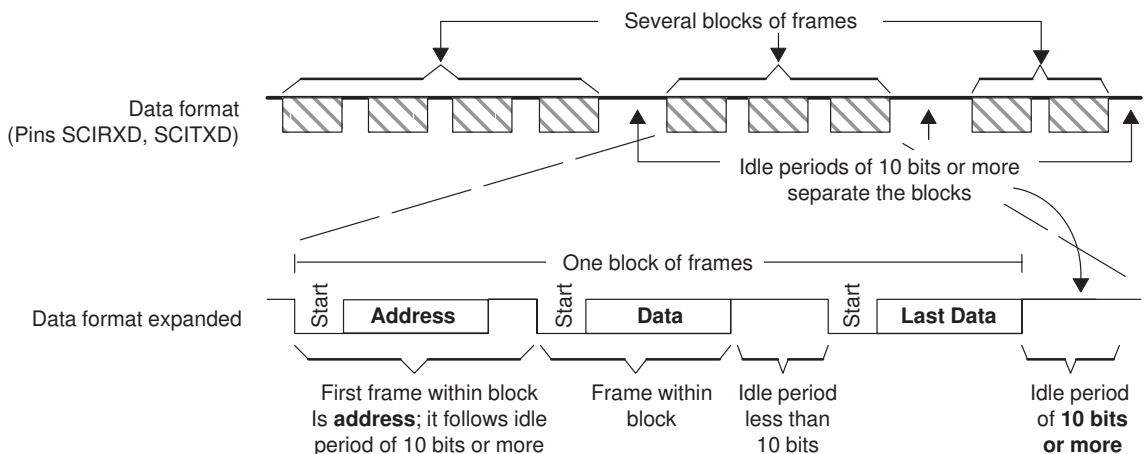 Several blocks of frames
Data format
(Pins SCIRXD, SCITXD)
Idle periods of 10 bits or more
separate the blocks
One block of frames
Data format expanded
Start
Address
Start
Data
Start
Last Data
First frame within block
Is address; it follows idle
period of 10 bits or more
Frame within
block
Idle period
less than
10 bits
Idle period
of 10 bits
or more